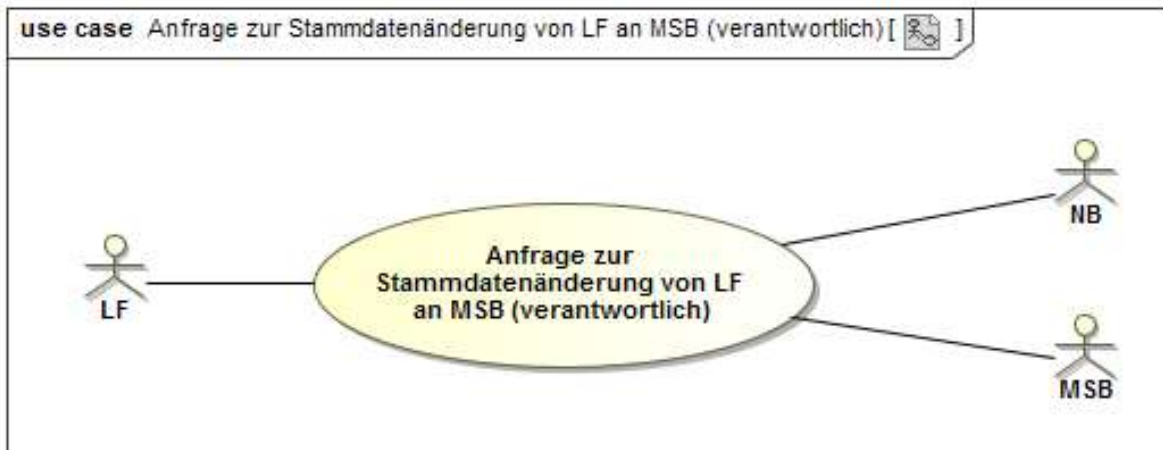 use case Anfrage zur Stammdatenänderung von LF an MSB (verantwortlich) [ ]
NB
Anfrage zur
Stammdatenänderung von LF
an MSB (verantwortlich)
LF
MSB